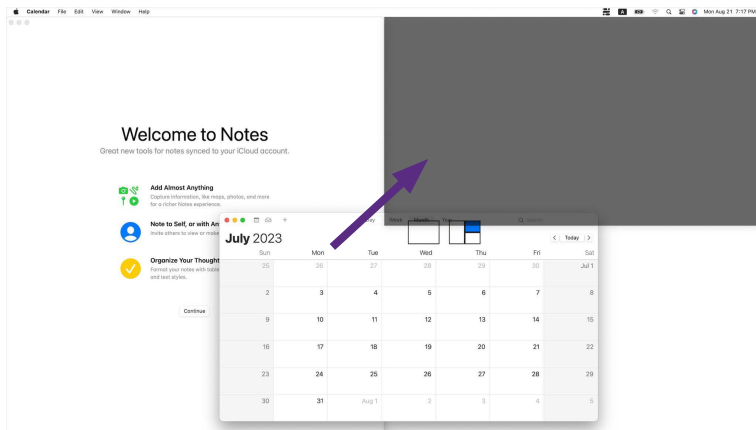 Calendar File Edit View Window Help
A
Mon Aug 21 7:17 PM
Welcome to Notes
Great new tools for notes synced to your iCloud account.
Add Almost Anything
Capture information, like maps, photos, and more
for a richer Notes experience.
Note to Self, or with An
Invite others to view or make
Organize Your Thought
Format your notes with table
and text styles.
Continue
Month Year
Search
July 2023
Today
Sun Mon Tue Wed Thu Fri Sat
25 26 27 28 29 30 Jul 1
2 3 4 5 6 7 8
9 10 11 12 13 14 15
16 17 18 19 20 21 22
23 24 25 26 27 28 29
30 31 Aug 1 2 3 4 5